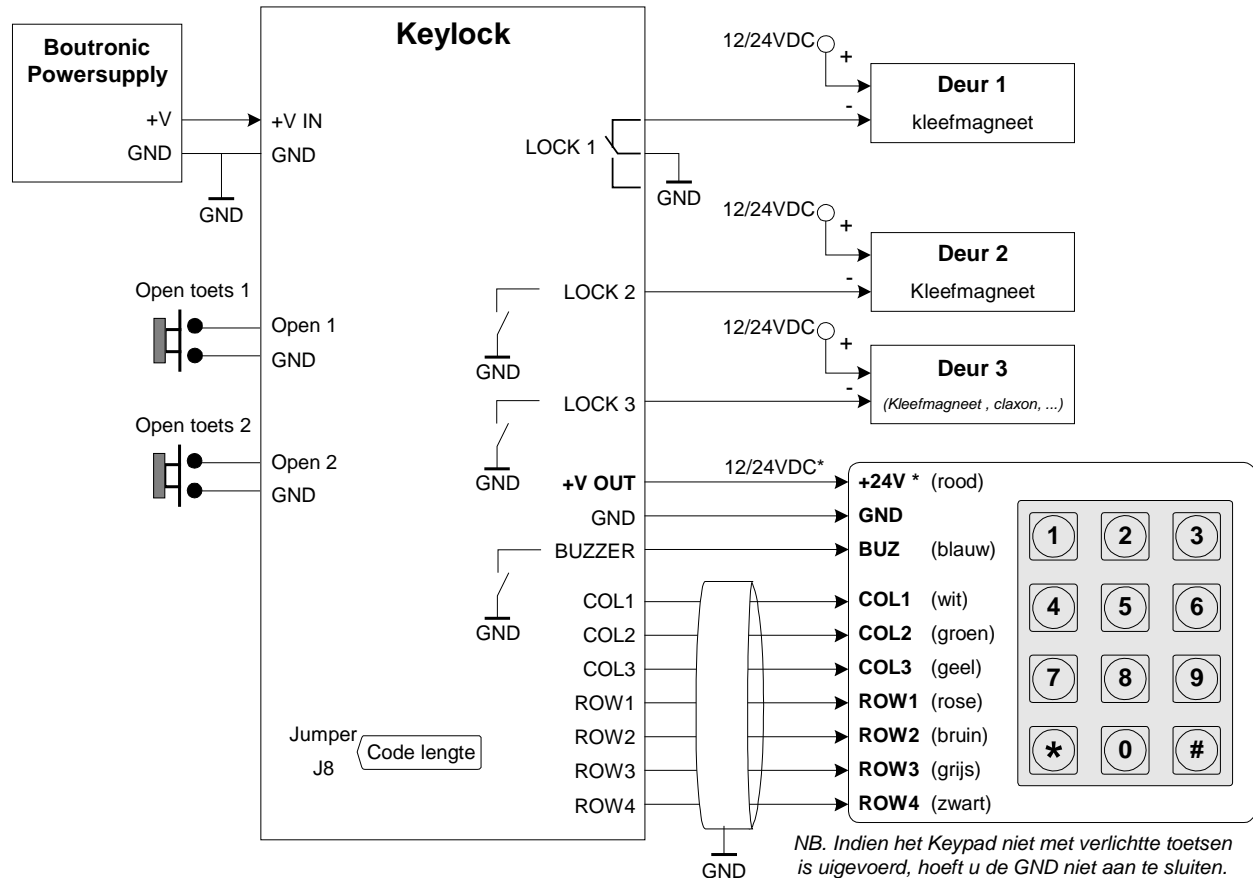 Boutronic
Powersupply
+V
GND
GND
Keylock
+V IN
GND
LOCK 1
GND
12/24VDC
+
-
Deur 1
kleefmagneet
12/24VDC
+
-
Deur 2
Kleefmagneet
12/24VDC
+
-
Deur 3
(Kleefmagneet , claxon, ...)
Open toets 1
Open 1
GND
Open toets 2
Open 2
GND
LOCK 2
GND
LOCK 3
GND
+V OUT
GND
BUZZER
GND
COL1
COL2
COL3
ROW1
ROW2
ROW3
ROW4
Jumper
J8
Code lengte
GND
12/24VDC*
+24V * (rood)
GND
BUZ (blauw)
COL1 (wit)
COL2 (groen)
COL3 (geel)
ROW1 (rose)
ROW2 (bruin)
ROW3 (grijs)
ROW4 (zwart)
1 2 3
4 5 6
7 8 9
* 0 #
NB. Indien het Keypad niet met verlichtte toetsen
is uigevoerd, hoeft u de GND niet aan te sluiten.